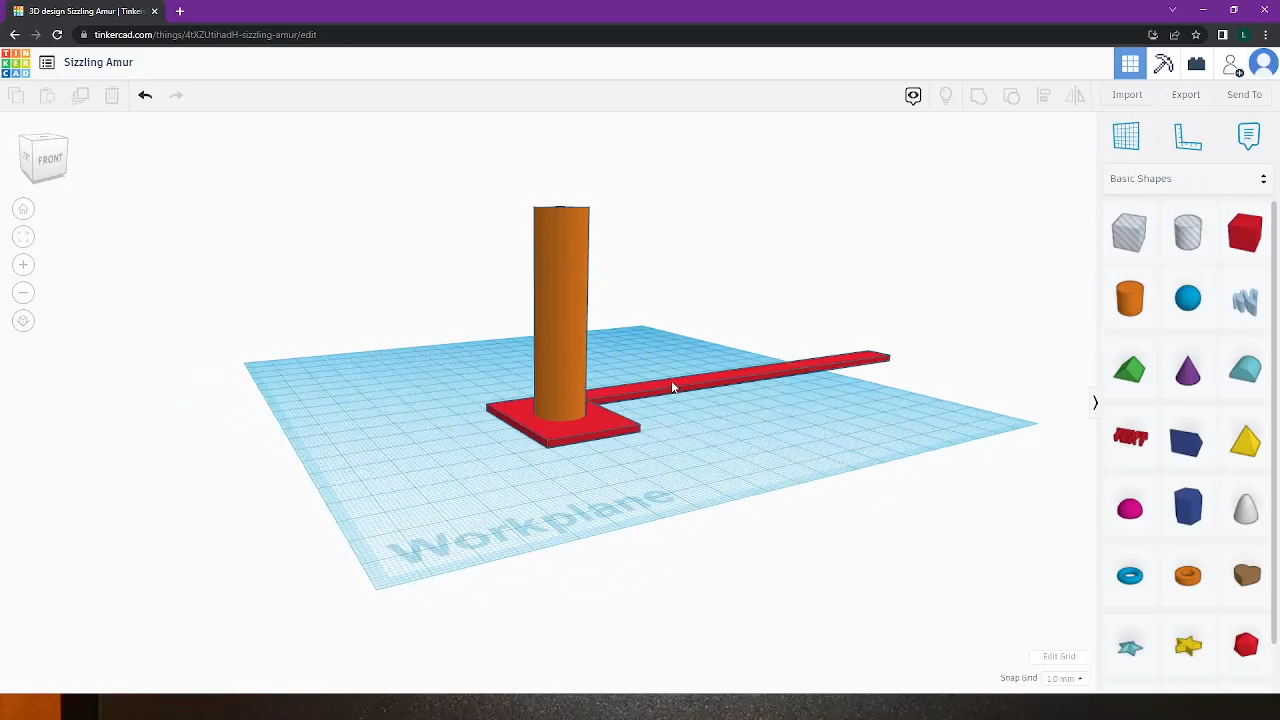 3D design Sizzling Amur | Tinker
tinkercad.com/things/4tXZUtihadH-sizzling-amur/edit
L
TIN
KER
CAD
Sizzling Amur
Import
Export
Send To
FRONT
Basic Shapes
TEXT
Workplane
Edit Grid
Snap Grid
1.0 mm